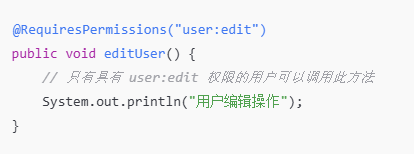 @RequiresPermissions("user:edit")
public void editUser() {
    // 只有具有 user:edit 权限的用户可以调用此方法
    System.out.println("用户编辑操作");
}